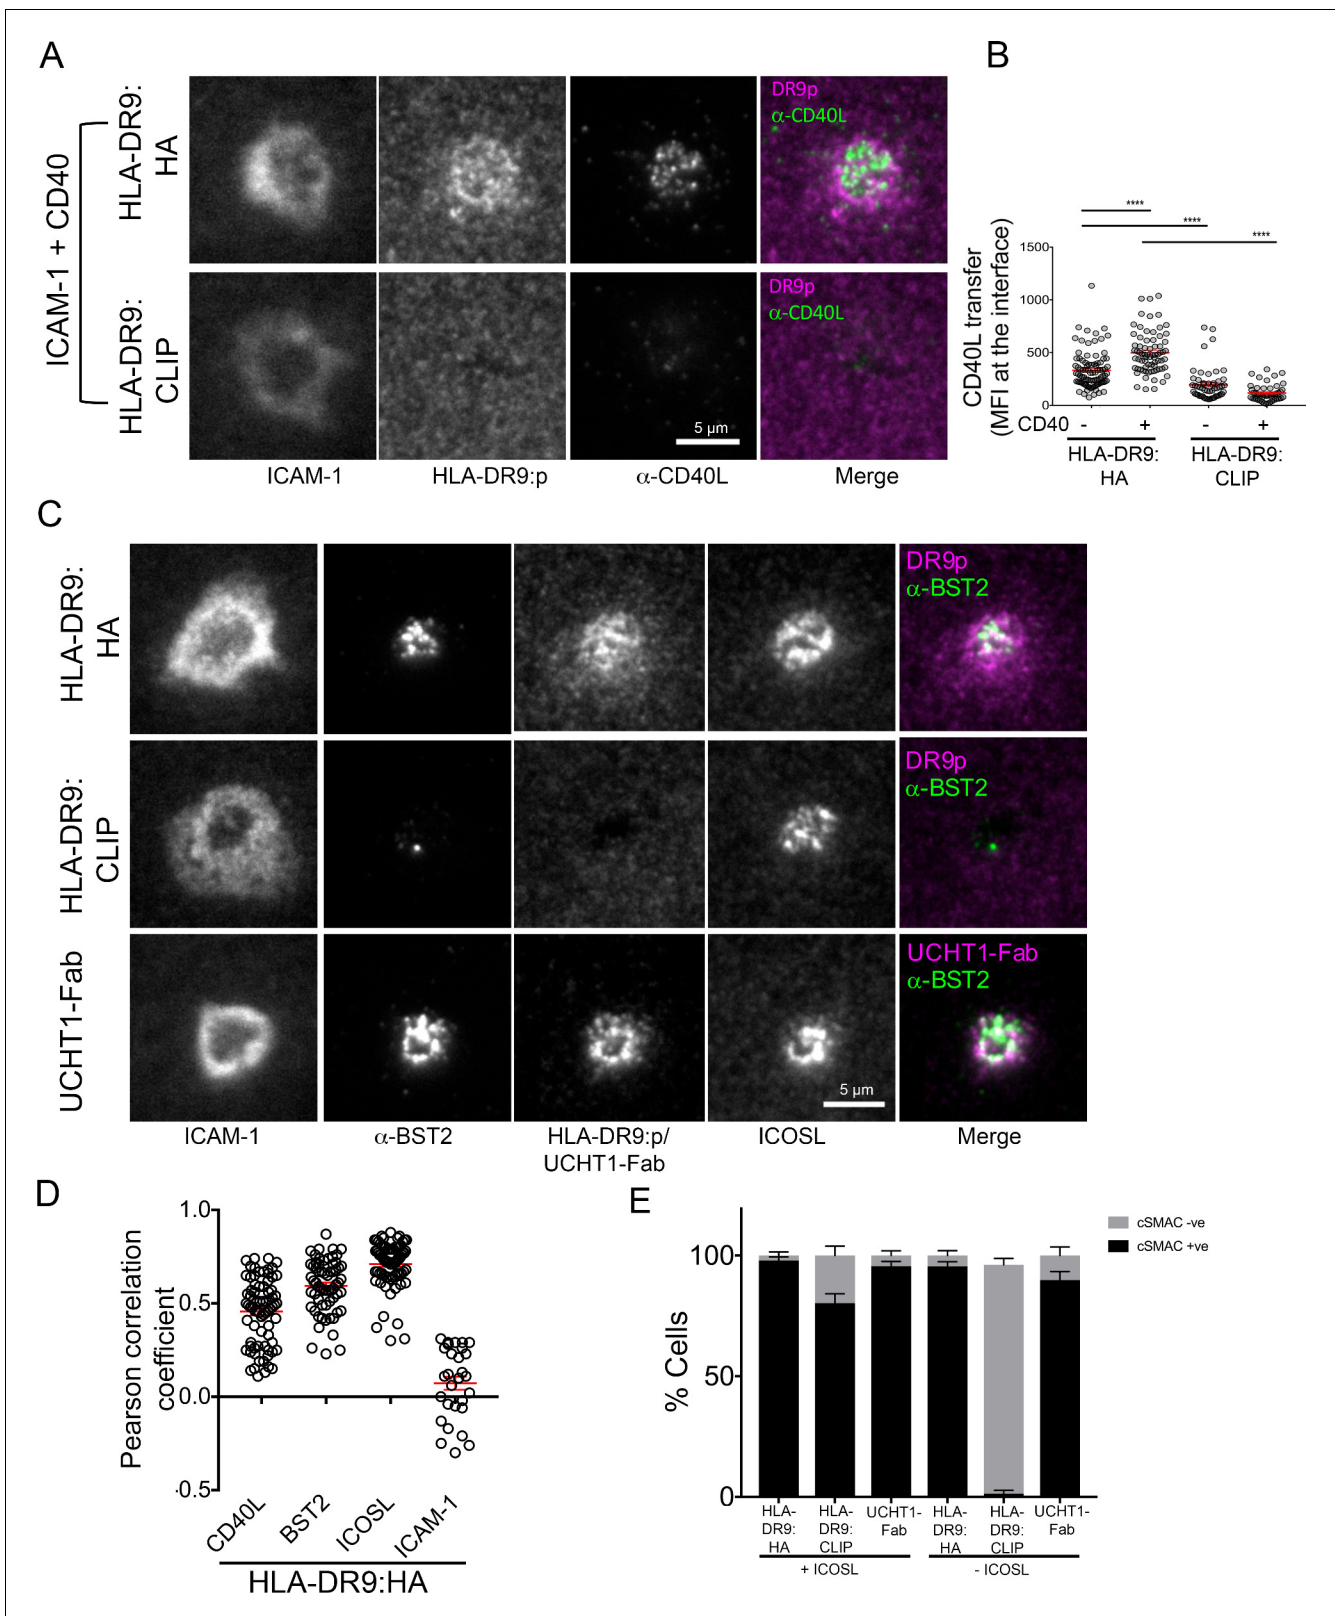 A
ICAM-1 + CD40
HLA-DR9:
HA
HLA-DR9:
CLIP
DR9p
α-CD40L
DR9p
α-CD40L
5 µm
ICAM-1
HLA-DR9:p
α-CD40L
Merge
B
CD40L transfer
(MFI at the interface)
****
****
****
1500
1000
500
0
CD40
-
+
-
+
HLA-DR9:
HA
HLA-DR9:
CLIP
C
HLA-DR9:
HA
HLA-DR9:
CLIP
UCHT1-Fab
DR9p
α-BST2
DR9p
α-BST2
UCHT1-Fab
α-BST2
5 µm
ICAM-1
α-BST2
HLA-DR9:p/
UCHT1-Fab
ICOSL
Merge
D
Pearson correlation
coefficient
1.0
0.5
0.0
-0.5
CD40L
BST2
ICOSL
ICAM-1
HLA-DR9:HA
E
% Cells
100
50
0
cSMAC -ve
cSMAC +ve
HLA-
DR9:
HA
HLA-
DR9:
CLIP
UCHT1-
Fab
HLA-
DR9:
HA
HLA-
DR9:
CLIP
UCHT1-
Fab
+ ICOSL
- ICOSL